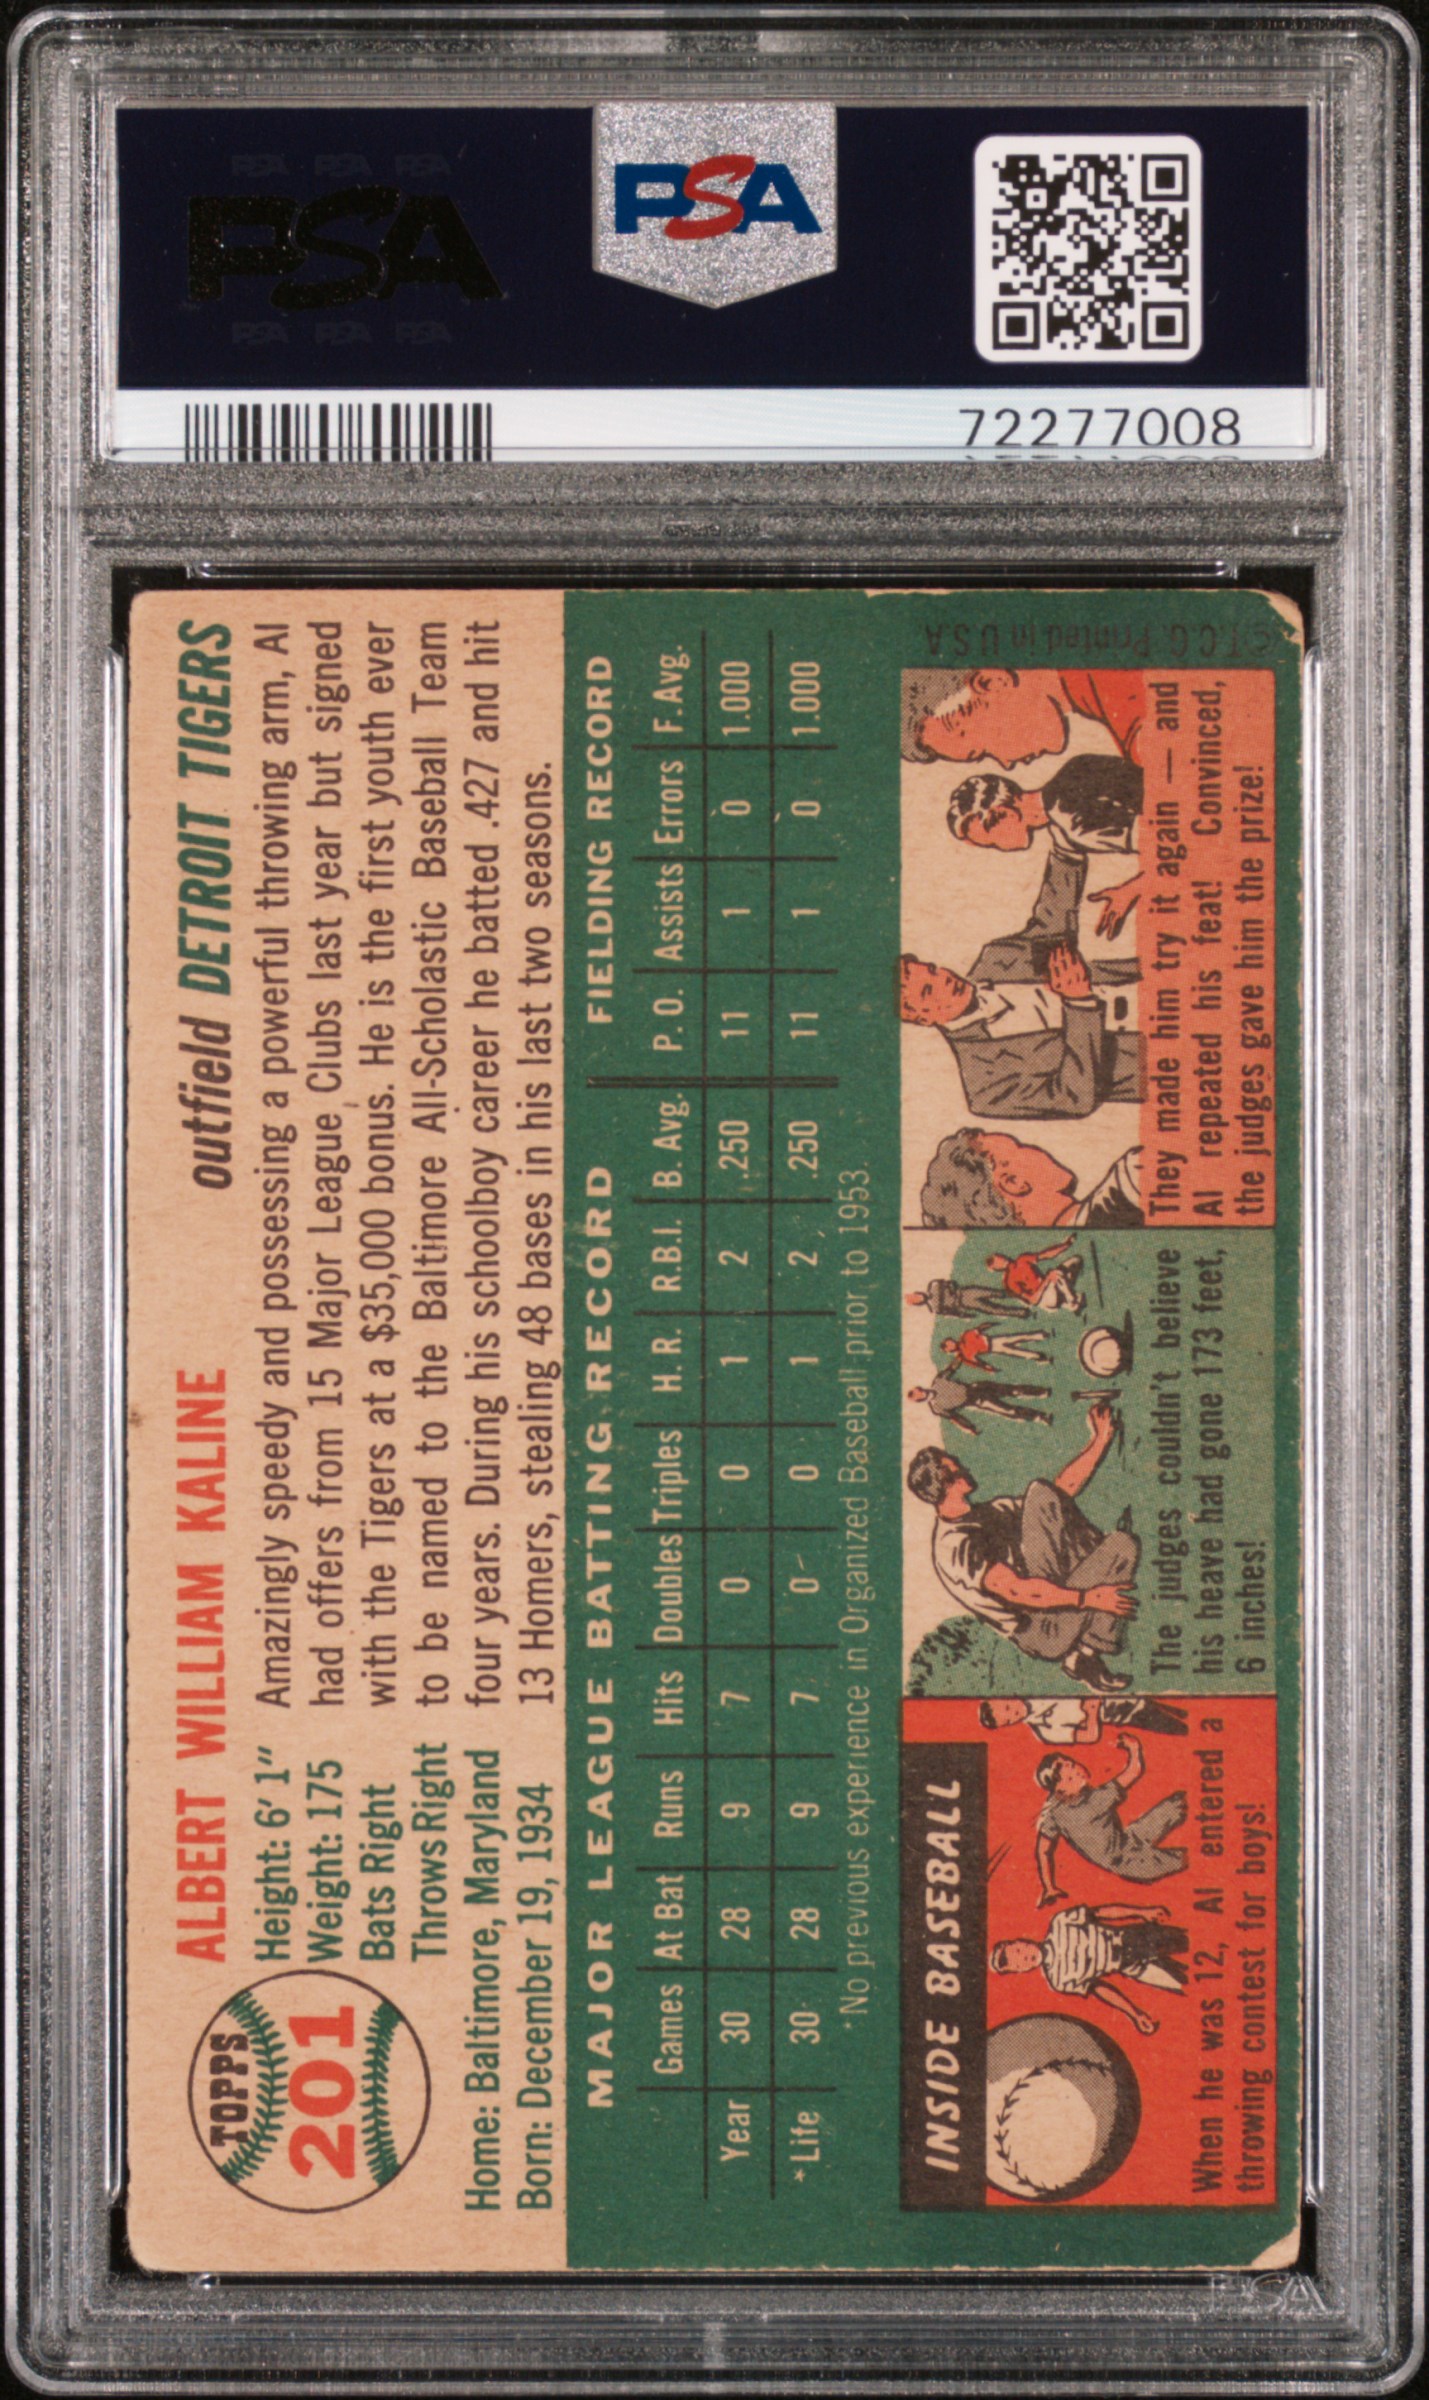 PSA PSA PSA
PSA
PSA PSA PSA
PSA
72277008
TOPPS
201
ALBERT WILLIAM KALINE
outfield DETROIT TIGERS
Height: 6' 1"
Weight: 175
Bats Right
Throws Right
Home: Baltimore, Maryland
Born: December 19, 1934
Amazingly speedy and possessing a powerful throwing arm, Al
had offers from 15 Major League Clubs last year but signed
with the Tigers at a $35,000 bonus. He is the first youth ever
to be named to the Baltimore All-Scholastic Baseball Team
four years. During his schoolboy career he batted .427 and hit
13 Homers, stealing 48 bases in his last two seasons.
MAJOR LEAGUE BATTING RECORD FIELDING RECORD
Games At Bat Runs Hits Doubles Triples H. R. R.B.I. B. Avg. P. O. Assists Errors F. Avg.
Year 30 28 9 7 0 0 1 2 .250 11 1 0 1.000
*Life 30 28 9 7 0 0 1 2 .250 11 1 0 1.000
*No previous experience in Organized Baseball prior to 1953.
INSIDE BASEBALL
When he was 12, Al entered a
throwing contest for boys!
The judges couldn't believe
his heave had gone 173 feet,
6 inches!
They made him try it again — and
Al repeated his feat! Convinced,
the judges gave him the prize!
©T.C.G. Printed in U.S.A.
PSA